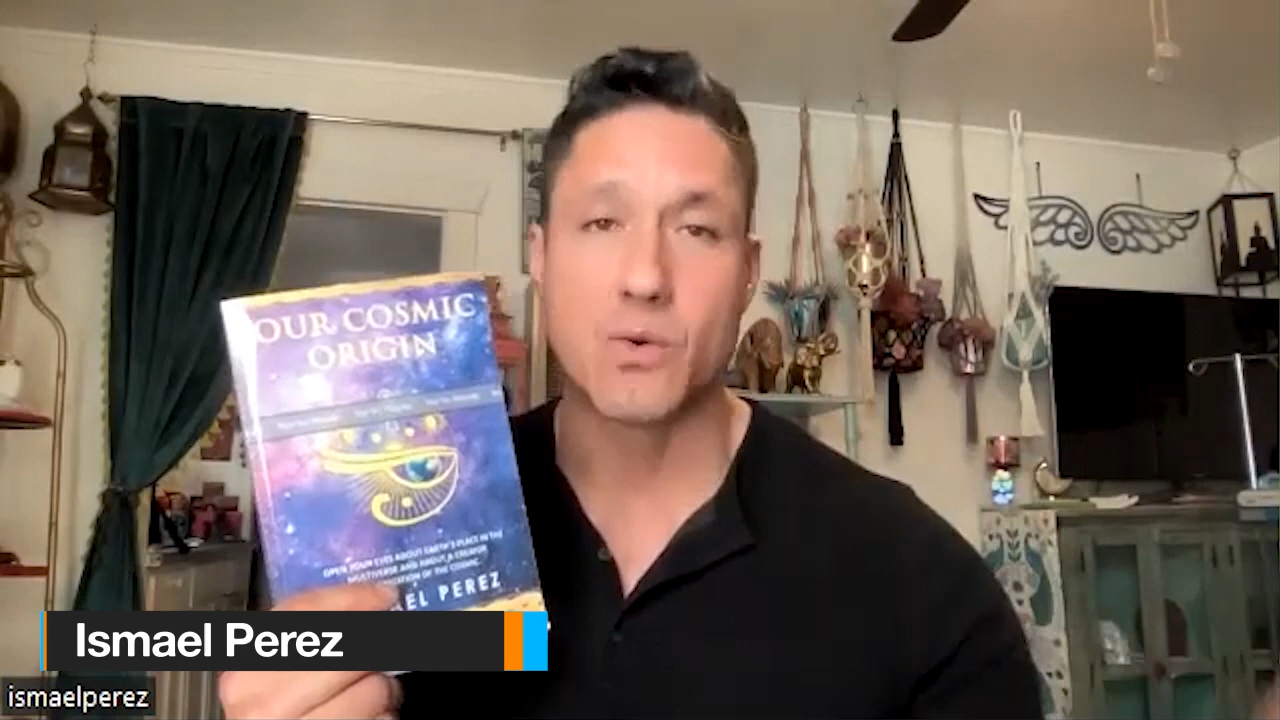 OUR COSMIC
ORIGIN
OPEN YOUR EYES ABOUT EARTH'S PLACE IN THE
MULTIVERSE AND ABOUT A CREATOR
OF THE COSMIC
PEREZ
Ismael Perez
ismaelperez